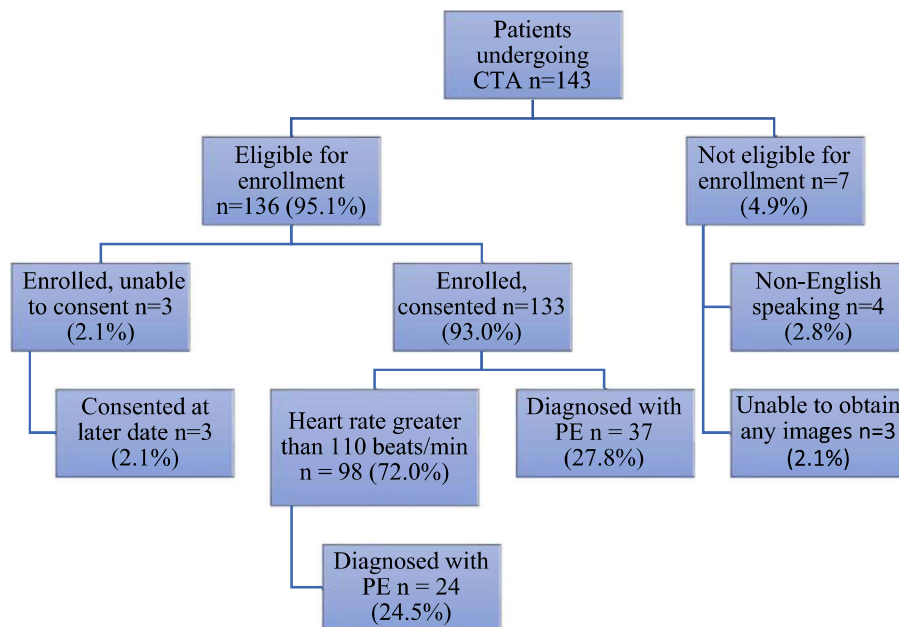 Patients
undergoing
CTA n=143
Eligible for
enrollment
n=136 (95.1%)
Not eligible for
enrollment n=7
(4.9%)
Enrolled, unable
to consent n=3
(2.1%)
Enrolled,
consented n=133
(93.0%)
Non-English
speaking n=4
(2.8%)
Consented at
later date n=3
(2.1%)
Heart rate greater
than 110 beats/min
n = 98 (72.0%)
Diagnosed with
PE n = 37
(27.8%)
Unable to obtain
any images n=3
(2.1%)
Diagnosed with
PE n = 24
(24.5%)